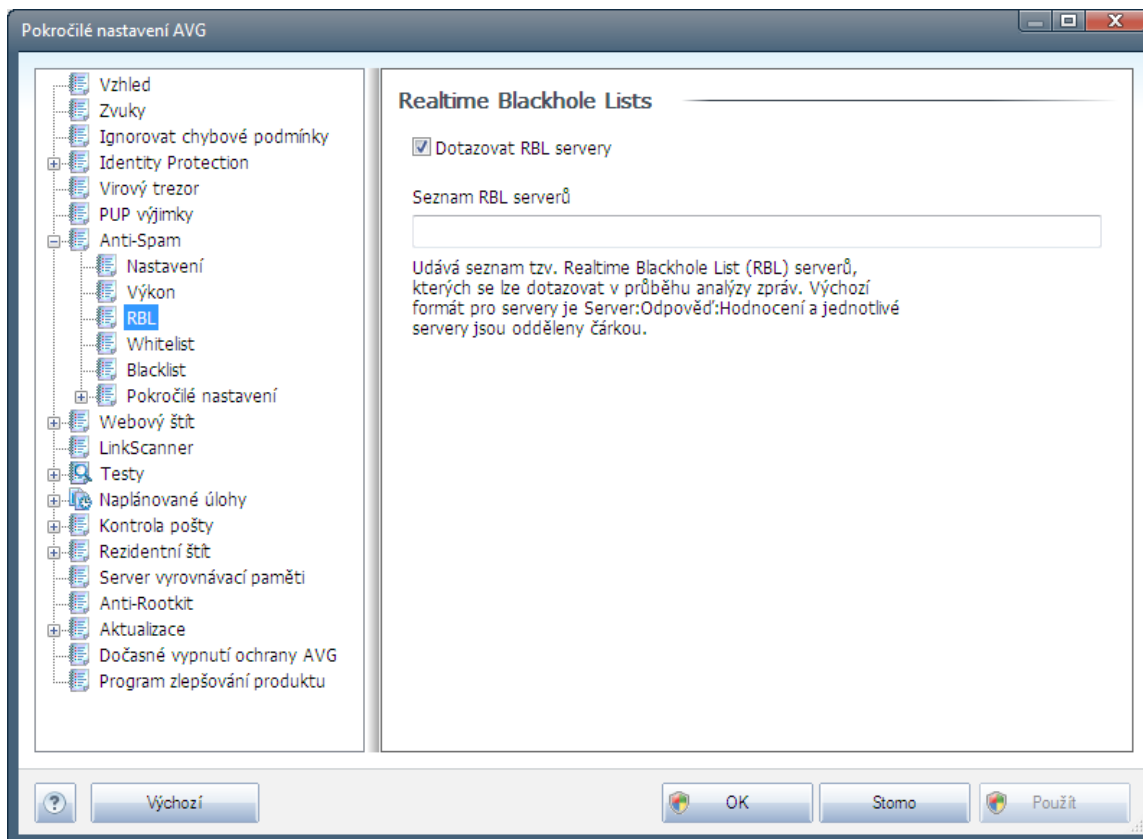 Pokročilé nastavení AVG
Vzhled
Zvuky
Ignorovat chybové podmínky
Identity Protection
Virový trezor
PUP výjimky
Anti-Spam
Nastavení
Výkon
RBL
Whitelist
Blacklist
Pokročilé nastavení
Webový štít
LinkScanner
Testy
Naplánované úlohy
Kontrola pošty
Rezidentní štít
Server vyrovnávací paměti
Anti-Rootkit
Aktualizace
Dočasné vypnutí ochrany AVG
Program zlepšování produktu
Realtime Blackhole Lists
Dotazovat RBL servery
Seznam RBL serverů
Udává seznam tzv. Realtime Blackhole List (RBL) serverů,
kterých se lze dotazovat v průběhu analýzy zpráv. Výchozí
formát pro servery je Server:Odpověď:Hodnocení a jednotlivé
servery jsou odděleny čárkou.
?
Výchozí
OK
Stomo
Použít